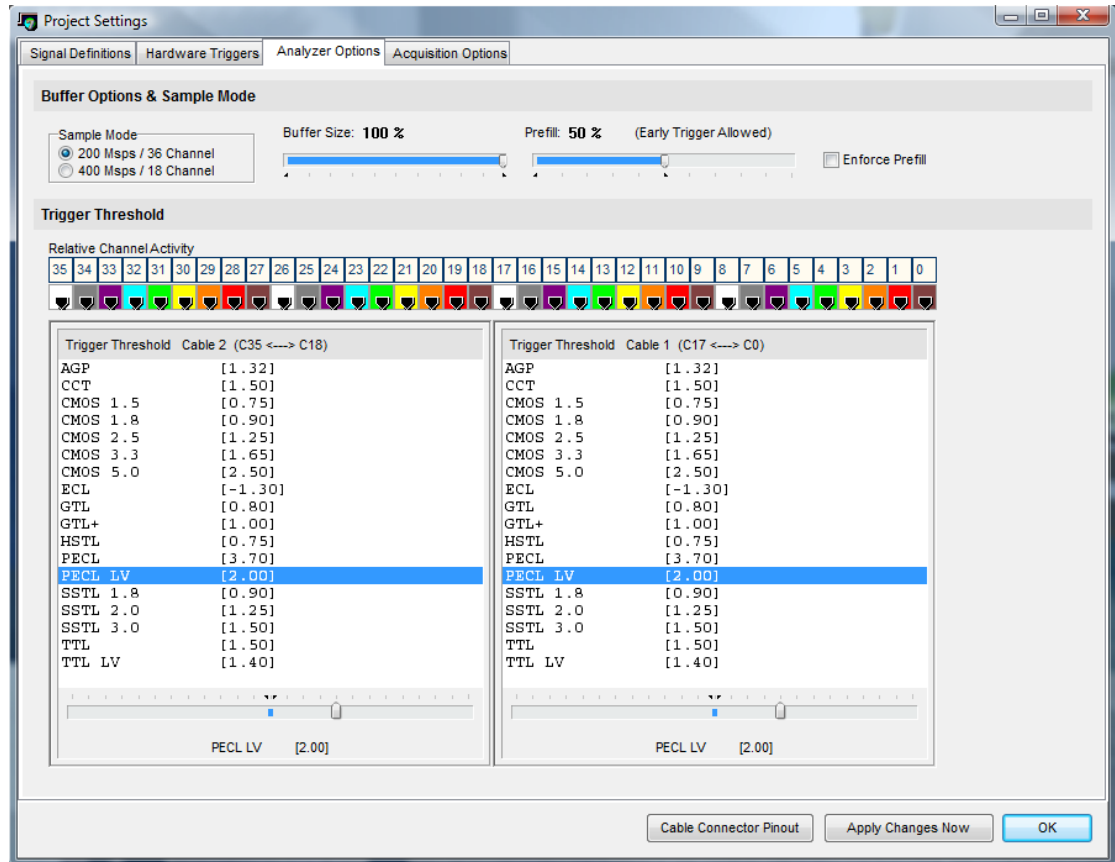 Project Settings
Signal Definitions Hardware Triggers Analyzer Options Acquisition Options
Buffer Options & Sample Mode
Sample Mode
200 Msps / 36 Channel
400 Msps / 18 Channel
Buffer Size: 100 %
Prefill: 50 % (Early Trigger Allowed)
Enforce Prefill
Trigger Threshold
Relative Channel Activity
35 34 33 32 31 30 29 28 27 26 25 24 23 22 21 20 19 18 17 16 15 14 13 12 11 10 9 8 7 6 5 4 3 2 1 0
Trigger Threshold Cable 2 (C35 <---> C18)
AGP [1.32]
CCT [1.50]
CMOS 1.5 [0.75]
CMOS 1.8 [0.90]
CMOS 2.5 [1.25]
CMOS 3.3 [1.65]
CMOS 5.0 [2.50]
ECL [-1.30]
GTL [0.80]
GTL+ [1.00]
HSTL [0.75]
PECL [3.70]
PECL LV [2.00]
SSTL 1.8 [0.90]
SSTL 2.0 [1.25]
SSTL 3.0 [1.50]
TTL [1.50]
TTL LV [1.40]
PECL LV [2.00]
Trigger Threshold Cable 1 (C17 <---> C0)
AGP [1.32]
CCT [1.50]
CMOS 1.5 [0.75]
CMOS 1.8 [0.90]
CMOS 2.5 [1.25]
CMOS 3.3 [1.65]
CMOS 5.0 [2.50]
ECL [-1.30]
GTL [0.80]
GTL+ [1.00]
HSTL [0.75]
PECL [3.70]
PECL LV [2.00]
SSTL 1.8 [0.90]
SSTL 2.0 [1.25]
SSTL 3.0 [1.50]
TTL [1.50]
TTL LV [1.40]
PECL LV [2.00]
Cable Connector Pinout Apply Changes Now OK